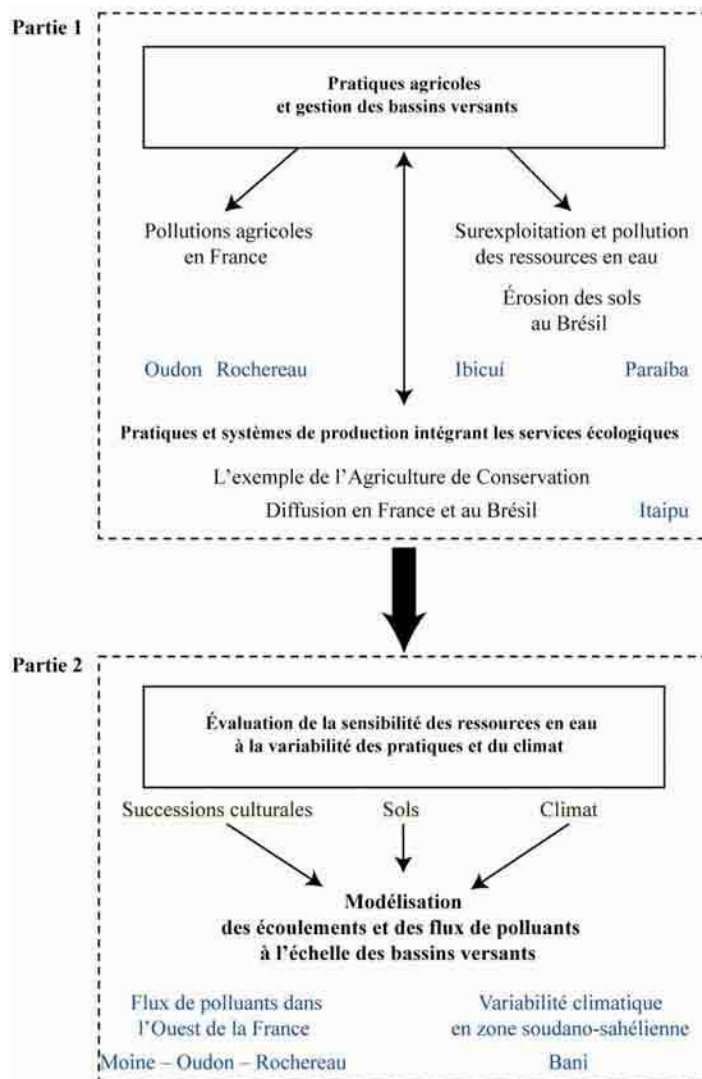 Partie 1
Pratiques agricoles
et gestion des bassins versants
Pollutions agricoles
en France
Surexploitation et pollution
des ressources en eau
Érosion des sols
au Brésil
Oudon Rochereau
Ibicuí
Paraíba
Pratiques et systèmes de production intégrant les services écologiques
L'exemple de l'Agriculture de Conservation
Diffusion en France et au Brésil
Itaipu
Partie 2
Évaluation de la sensibilité des ressources en eau
à la variabilité des pratiques et du climat
Successions culturales
Sols
Climat
Modélisation
des écoulements et des flux de polluants
à l'échelle des bassins versants
Flux de polluants dans
l'Ouest de la France
Moine – Oudon – Rochereau
Variabilité climatique
en zone soudano-sahélienne
Bani